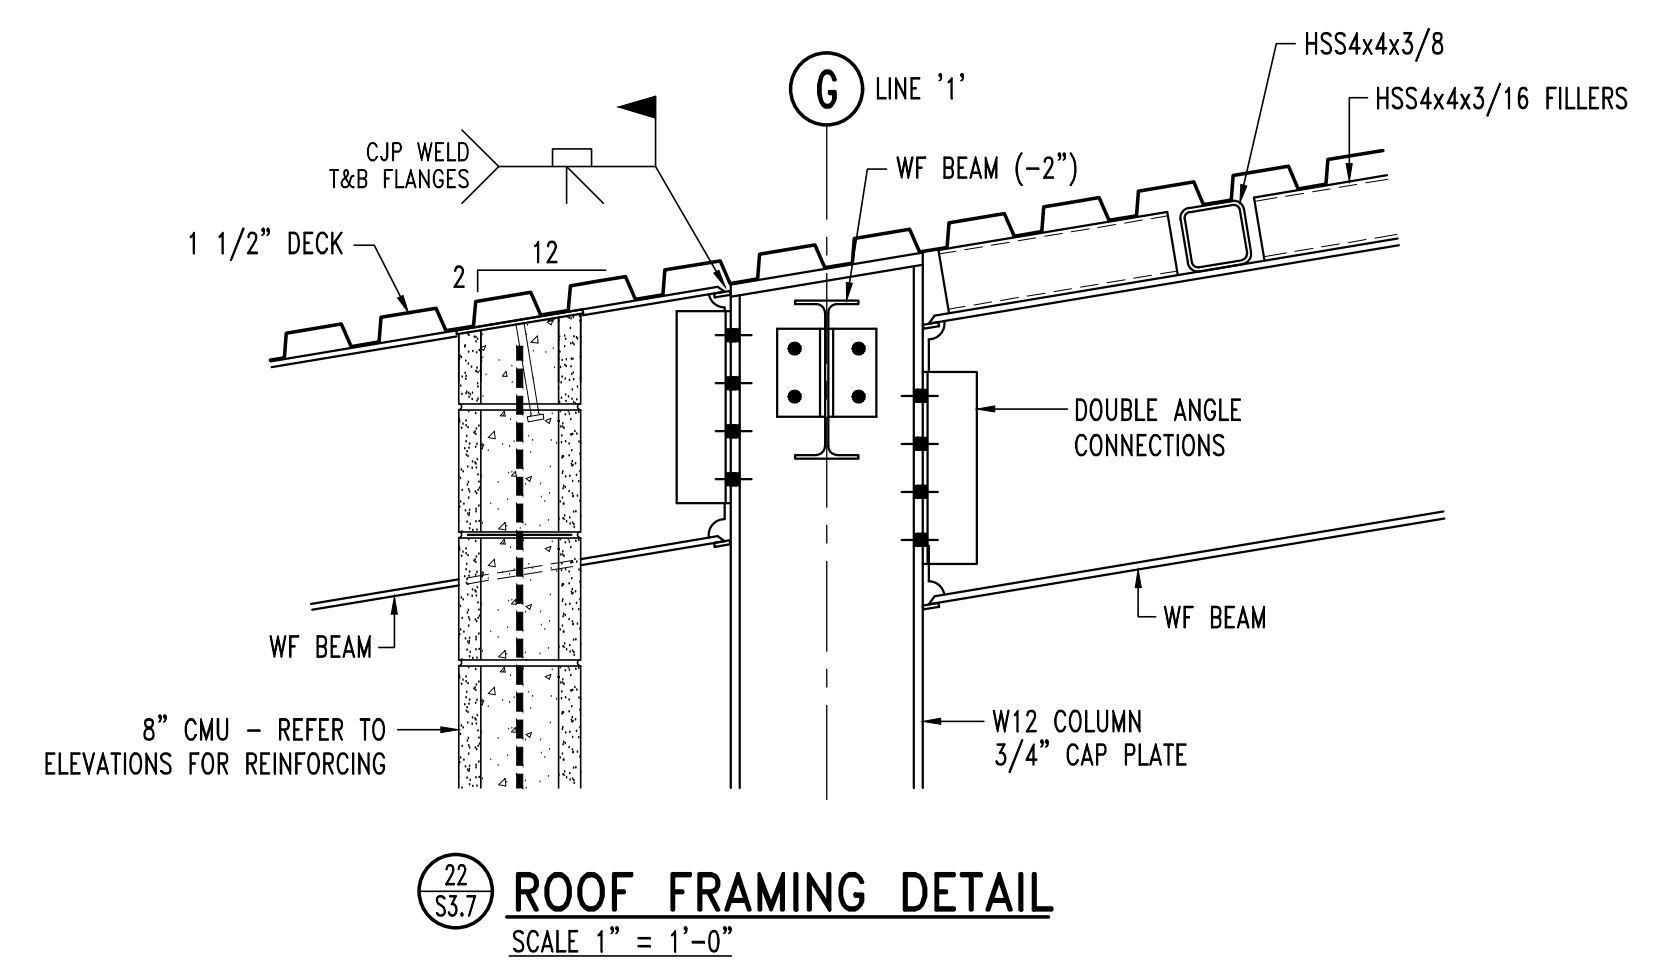 HSS4x4x3/8
HSS4x4x3/16 FILLERS
G
LINE '1'
CJP WELD
T&B FLANGES
WF BEAM (-2")
1 1/2" DECK
12
2
DOUBLE ANGLE
CONNECTIONS
WF BEAM
WF BEAM
8" CMU - REFER TO
ELEVATIONS FOR REINFORCING
W12 COLUMN
3/4" CAP PLATE
22
S3.7
ROOF FRAMING DETAIL
SCALE 1" = 1'-0"